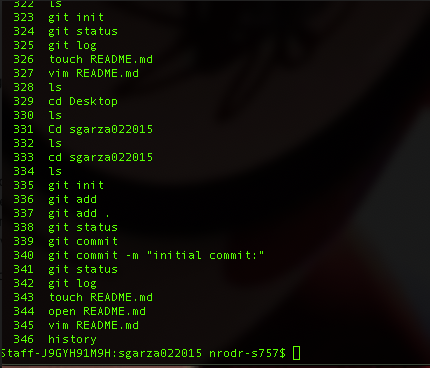 322 ls
323 git init
324 git status
325 git log
326 touch README.md
327 vim README.md
328 ls
329 cd Desktop
330 ls
331 Cd sgarza022015
332 ls
333 cd sgarza022015
334 ls
335 git init
336 git add
337 git add .
338 git status
339 git commit
340 git commit -m "initial commit:"
341 git status
342 git log
343 touch README.md
344 open README.md
345 vim README.md
346 history
Staff-J9GYH91M9H:sgarza022015 nrodr-s757$